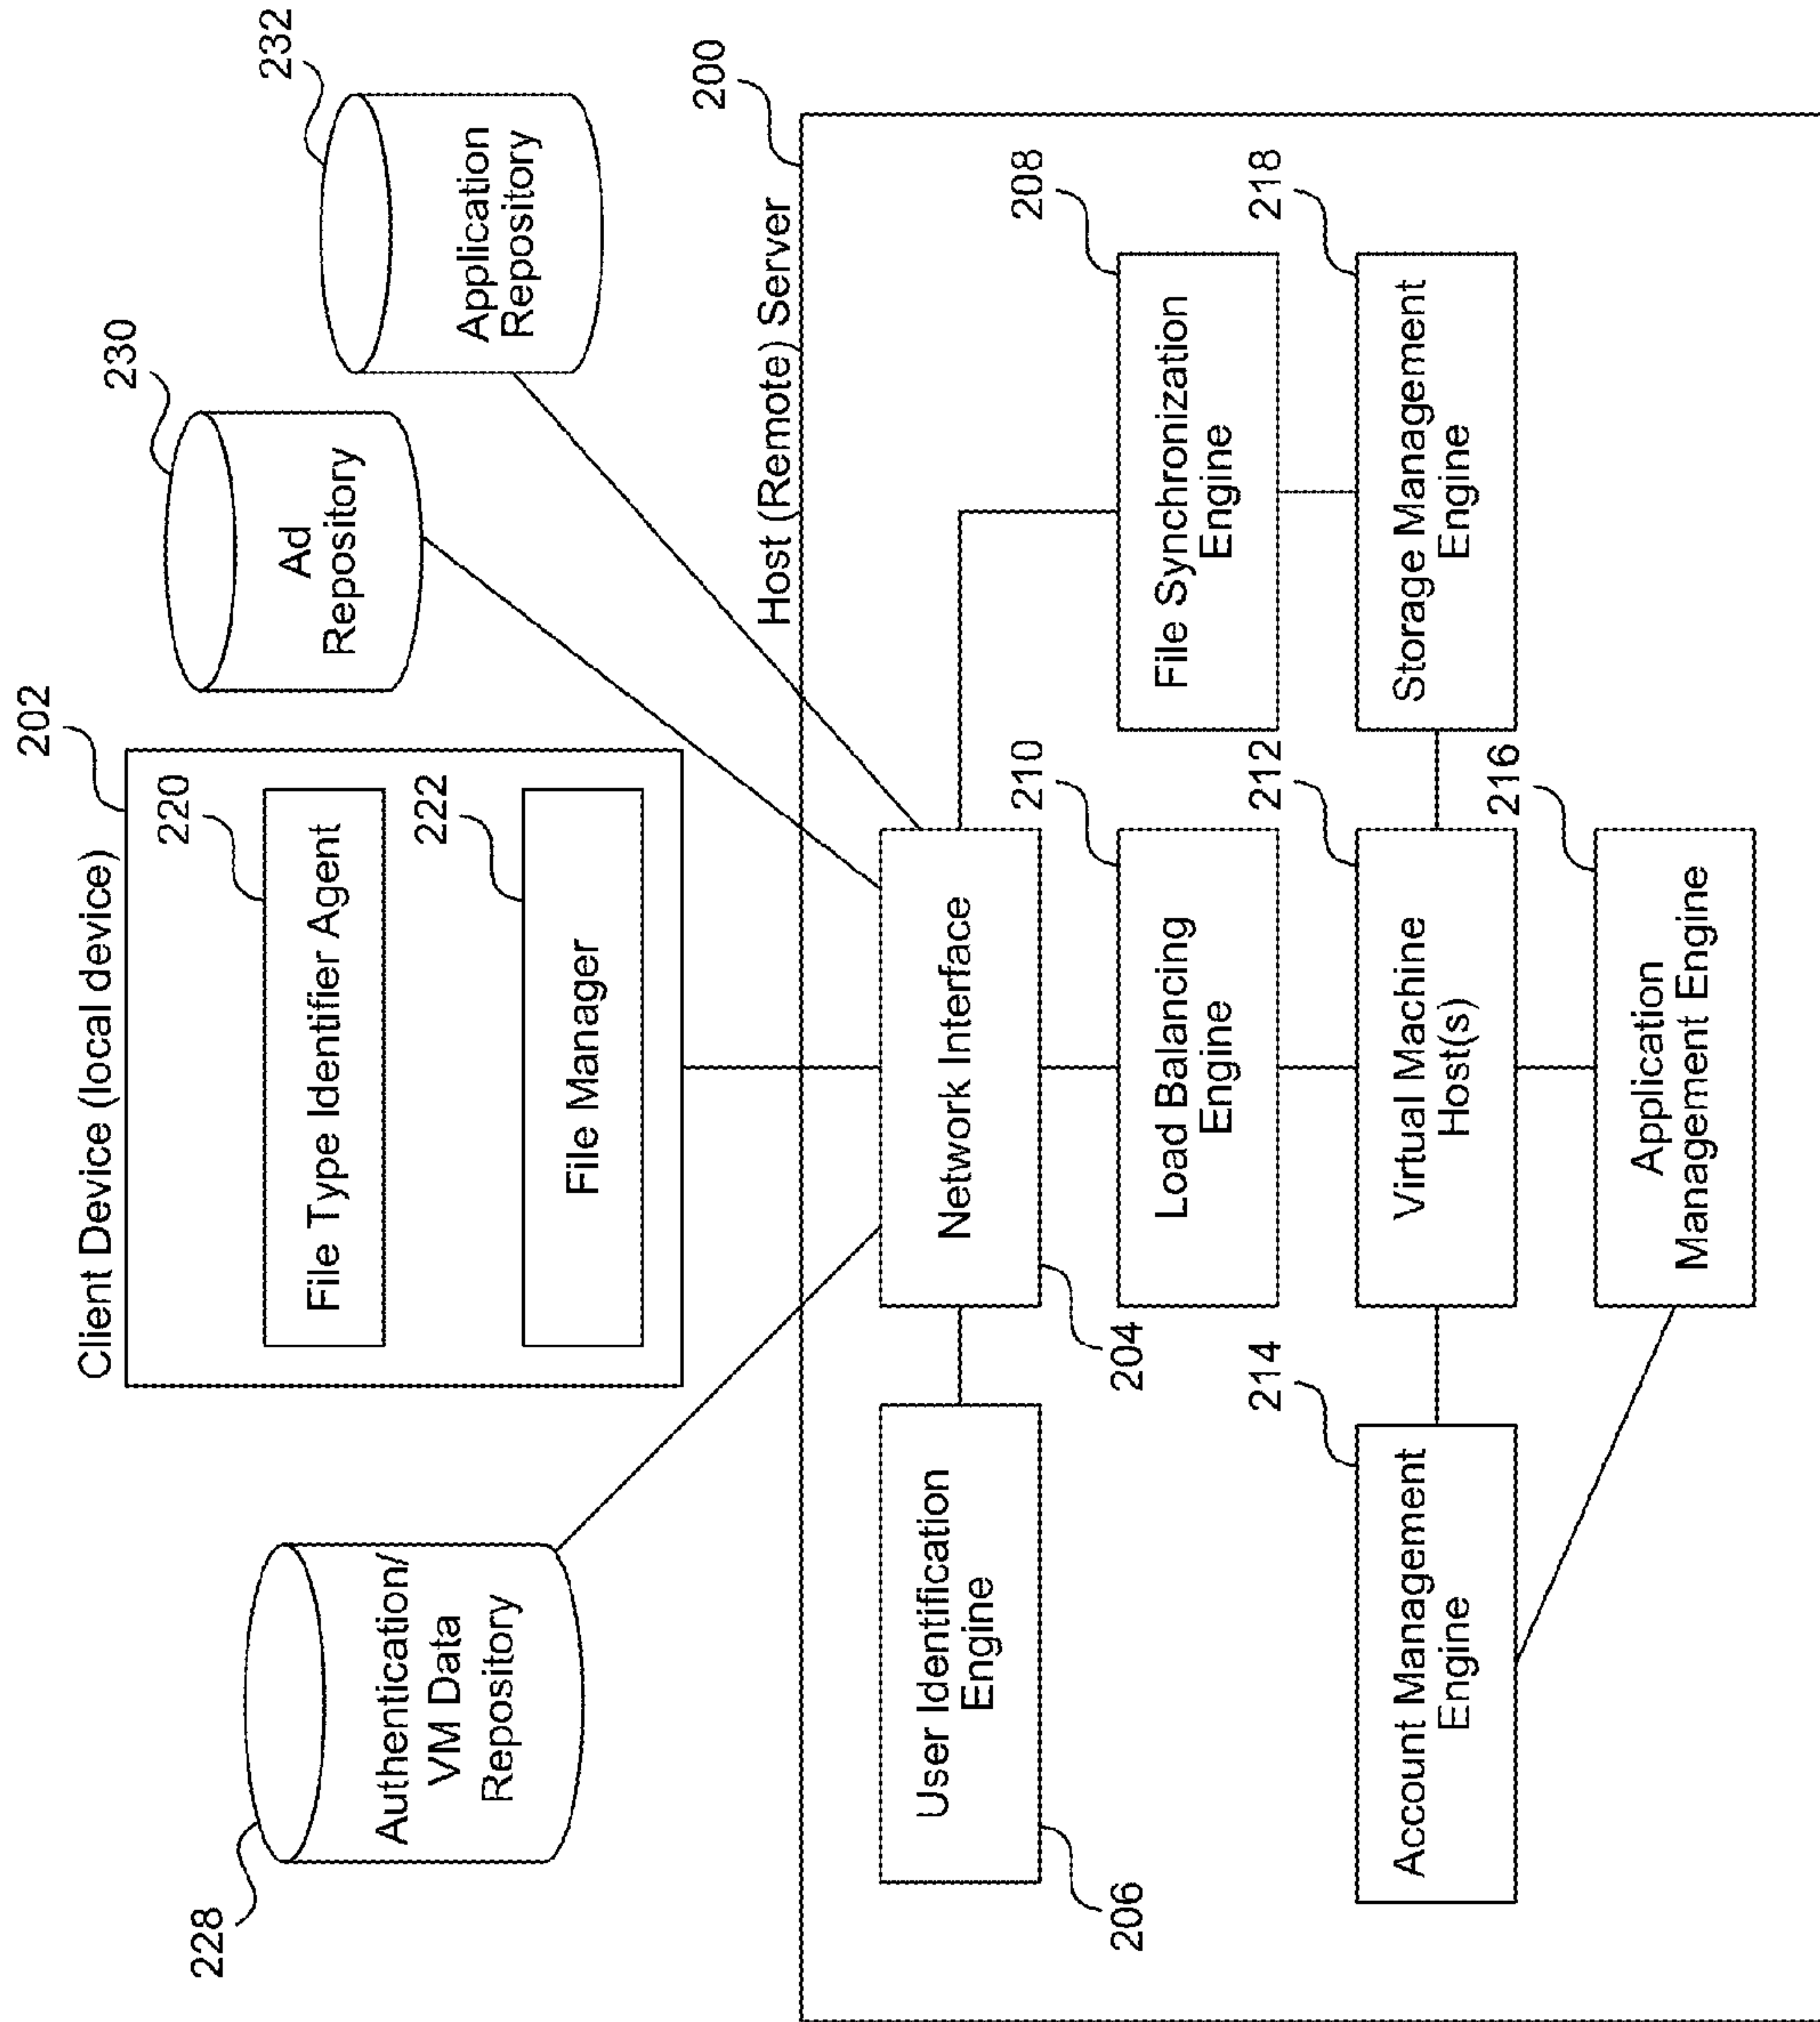 Client Device (local device)
202
File Type Identifier Agent
220
File Manager
222
228
Authentication/
VM Data
Repository
230
Ad
Repository
232
Application
Repository
Host (Remote) Server
200
User Identification
Engine
206
Network Interface
204
Load Balancing
Engine
210
File Synchronization
Engine
208
Account Management
Engine
214
Virtual Machine
Host(s)
212
Storage Management
Engine
218
Application
Management Engine
216